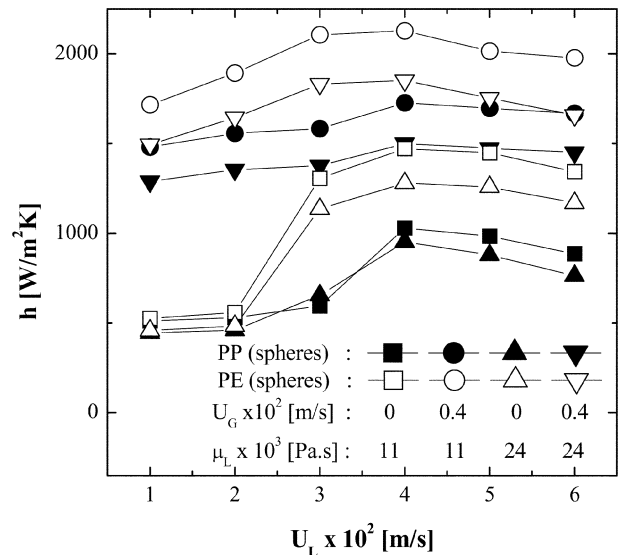 2000
1000
0
h [W/m²K]
PP (spheres) :
PE (spheres) :
U_G x10² [m/s] : 0 0.4 0 0.4
μ_L x 10³ [Pa.s] : 11 11 24 24
1 2 3 4 5 6
U_L x 10² [m/s]